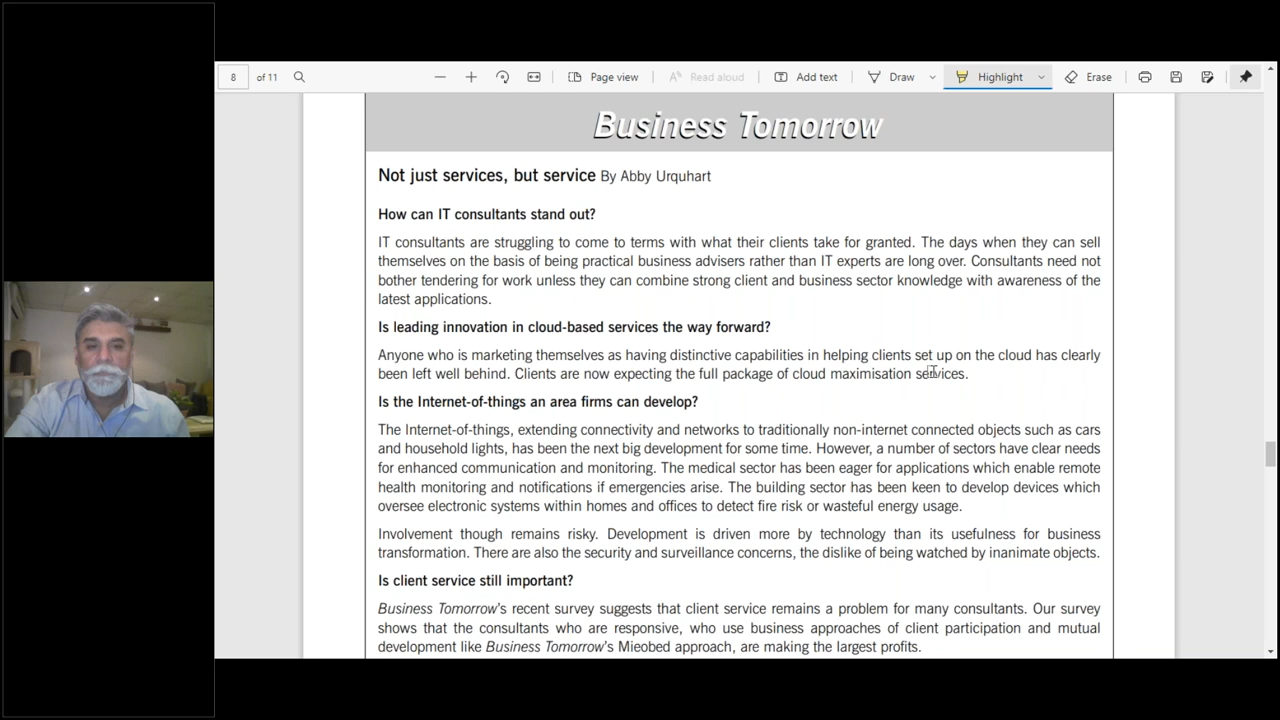 8 of 11 Page view Read aloud Add text Draw Highlight Erase
Business Tomorrow
Not just services, but service By Abby Urquhart
How can IT consultants stand out?
IT consultants are struggling to come to terms with what their clients take for granted. The days when they can sell
themselves on the basis of being practical business advisers rather than IT experts are long over. Consultants need not
bother tendering for work unless they can combine strong client and business sector knowledge with awareness of the
latest applications.
Is leading innovation in cloud-based services the way forward?
Anyone who is marketing themselves as having distinctive capabilities in helping clients set up on the cloud has clearly
been left well behind. Clients are now expecting the full package of cloud maximisation services.
Is the Internet-of-things an area firms can develop?
The Internet-of-things, extending connectivity and networks to traditionally non-internet connected objects such as cars
and household lights, has been the next big development for some time. However, a number of sectors have clear needs
for enhanced communication and monitoring. The medical sector has been eager for applications which enable remote
health monitoring and notifications if emergencies arise. The building sector has been keen to develop devices which
oversee electronic systems within homes and offices to detect fire risk or wasteful energy usage.
Involvement though remains risky. Development is driven more by technology than its usefulness for business
transformation. There are also the security and surveillance concerns, the dislike of being watched by inanimate objects.
Is client service still important?
Business Tomorrow's recent survey suggests that client service remains a problem for many consultants. Our survey
shows that the consultants who are responsive, who use business approaches of client participation and mutual
development like Business Tomorrow's Mieobed approach, are making the largest profits.